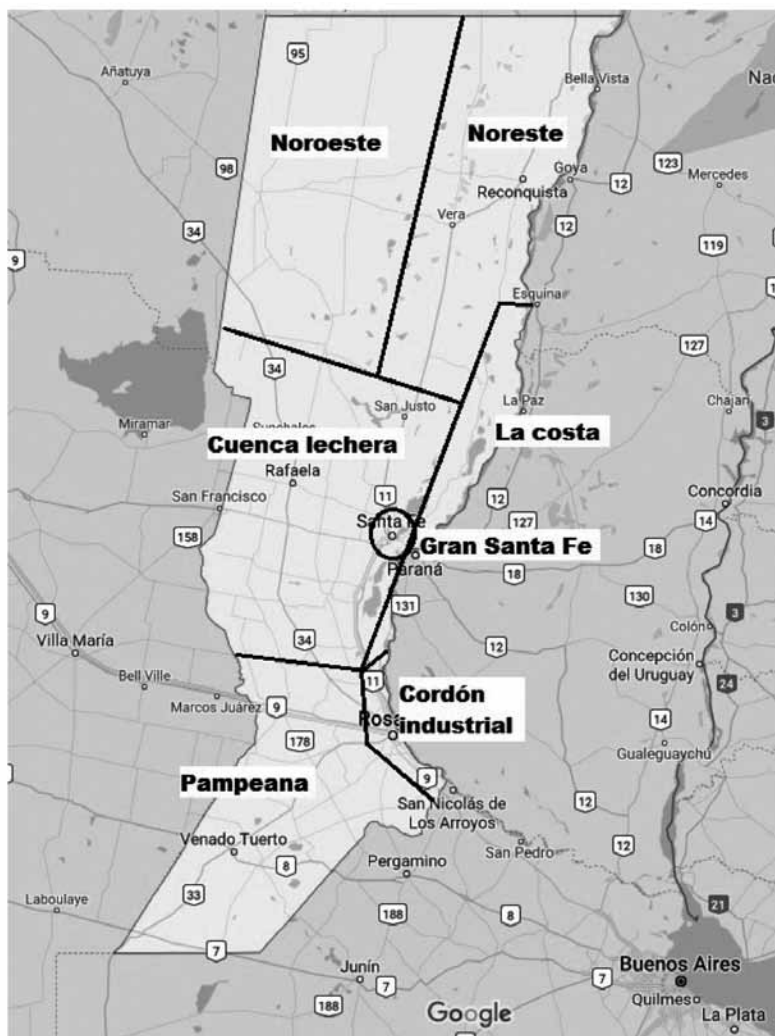 95
Añatuya
Bella Vista
Noroeste
Noreste
98
Goya
123
Mercedes
Reconquista
12
Vera
34
12
119
9
Esquina
34
127
San Justo
La Paz
Chajarí
Miramar
3
La costa
Cuenca lechera
Rafaela
11
San Francisco
12
Concordia
Santa Fe
127
14
158
Gran Santa Fe
18
Paraná
18
131
130
3
9
Colón
34
12
Villa María
Concepción
del Uruguay
Bell Ville
11
24
Marcos Juárez
9
Cordón
industrial
14
Rosa
178
Gualeguaychú
Pampeana
9
San Nicolás de
Los Arroyos
12
San Pedro
Venado Tuerto
8
Pergamino
33
Laboulaye
188
8
21
7
Buenos Aires
Junín
7
7
Quilmes
188
Google
La Plata
12